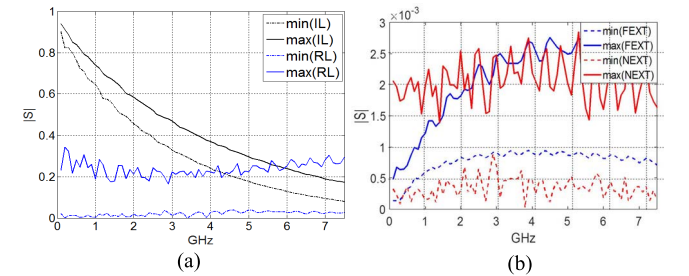 1
0.8
0.6
0.4
0.2
0
|S|
0 1 2 3 4 5 6 7
GHz
min(IL)
max(IL)
min(RL)
max(RL)
(a)
3 ×10⁻³
2.5
2
1.5
1
0.5
0
|S|
0 1 2 3 4 5 6 7
GHz
min(FEXT)
max(FEXT)
min(NEXT)
max(NEXT)
(b)